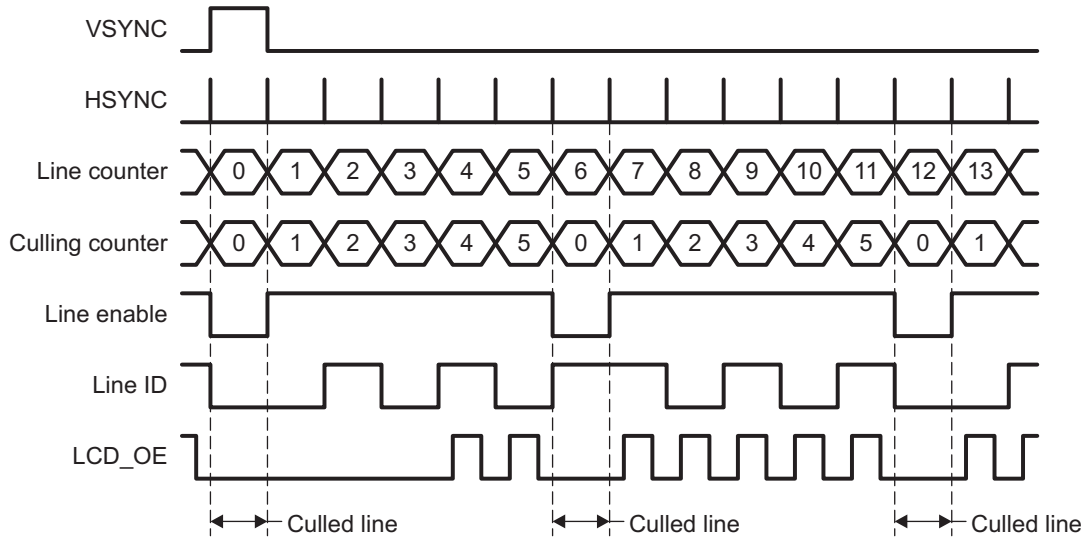 VSYNC
HSYNC
Line counter 0 1 2 3 4 5 6 7 8 9 10 11 12 13
Culling counter 0 1 2 3 4 5 0 1 2 3 4 5 0 1
Line enable
Line ID
LCD_OE
Culled line Culled line Culled line